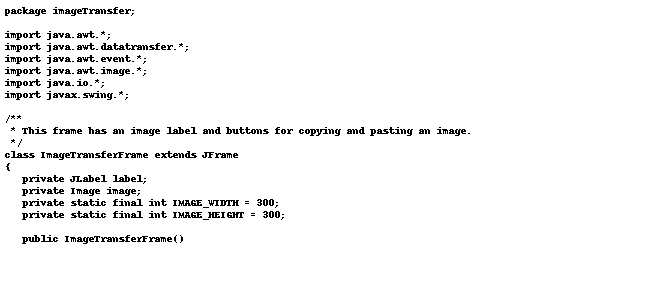 package imageTransfer;

import java.awt.*;
import java.awt.datatransfer.*;
import java.awt.event.*;
import java.awt.image.*;
import java.io.*;
import javax.swing.*;

/**
 * This frame has an image label and buttons for copying and pasting an image.
 */
class ImageTransferFrame extends JFrame
{
   private JLabel label;
   private Image image;
   private static final int IMAGE_WIDTH = 300;
   private static final int IMAGE_HEIGHT = 300;

   public ImageTransferFrame()